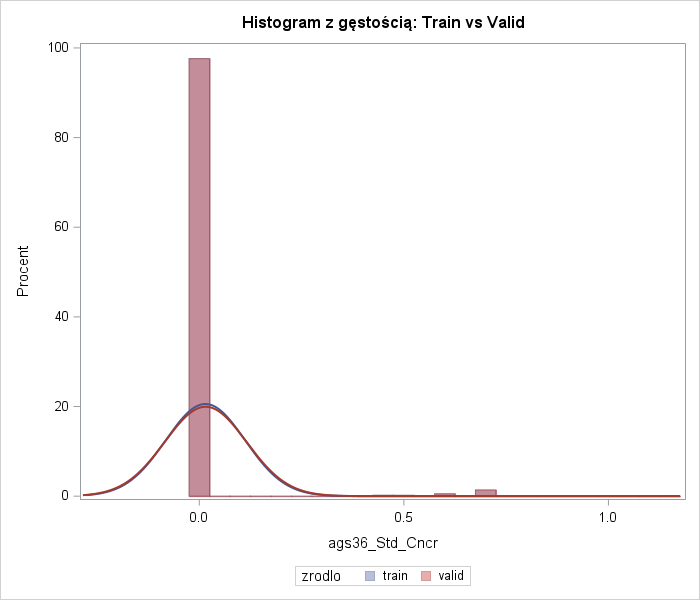 Histogram z gęstością: Train vs Valid
100
80
60
40
20
0
Procent
0.0 0.5 1.0
ags36_Std_Cncr
zrodlo train valid